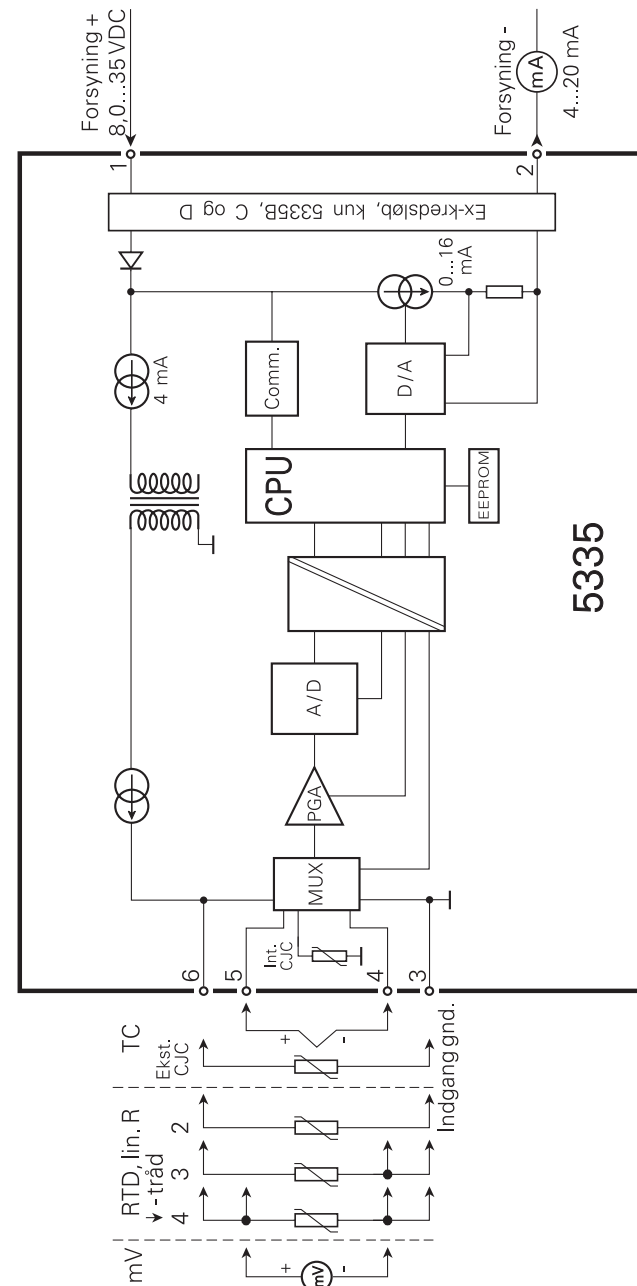 Forsyning +
8,0...35 VDC
Forsyning -
mA
4...20 mA
1
2
Ex-kredsløb, kun 5335B, C og D
0...16
mA
4 mA
Comm.
D/A
CPU
EEPROM
5335
A/D
PGA
MUX
Int.
CJC
6
5
4
3
TC
Ekst.
CJC
+
-
Indgang gnd.
RTD, lin. R
- tråd
2
3
4
mV
+
-
mV